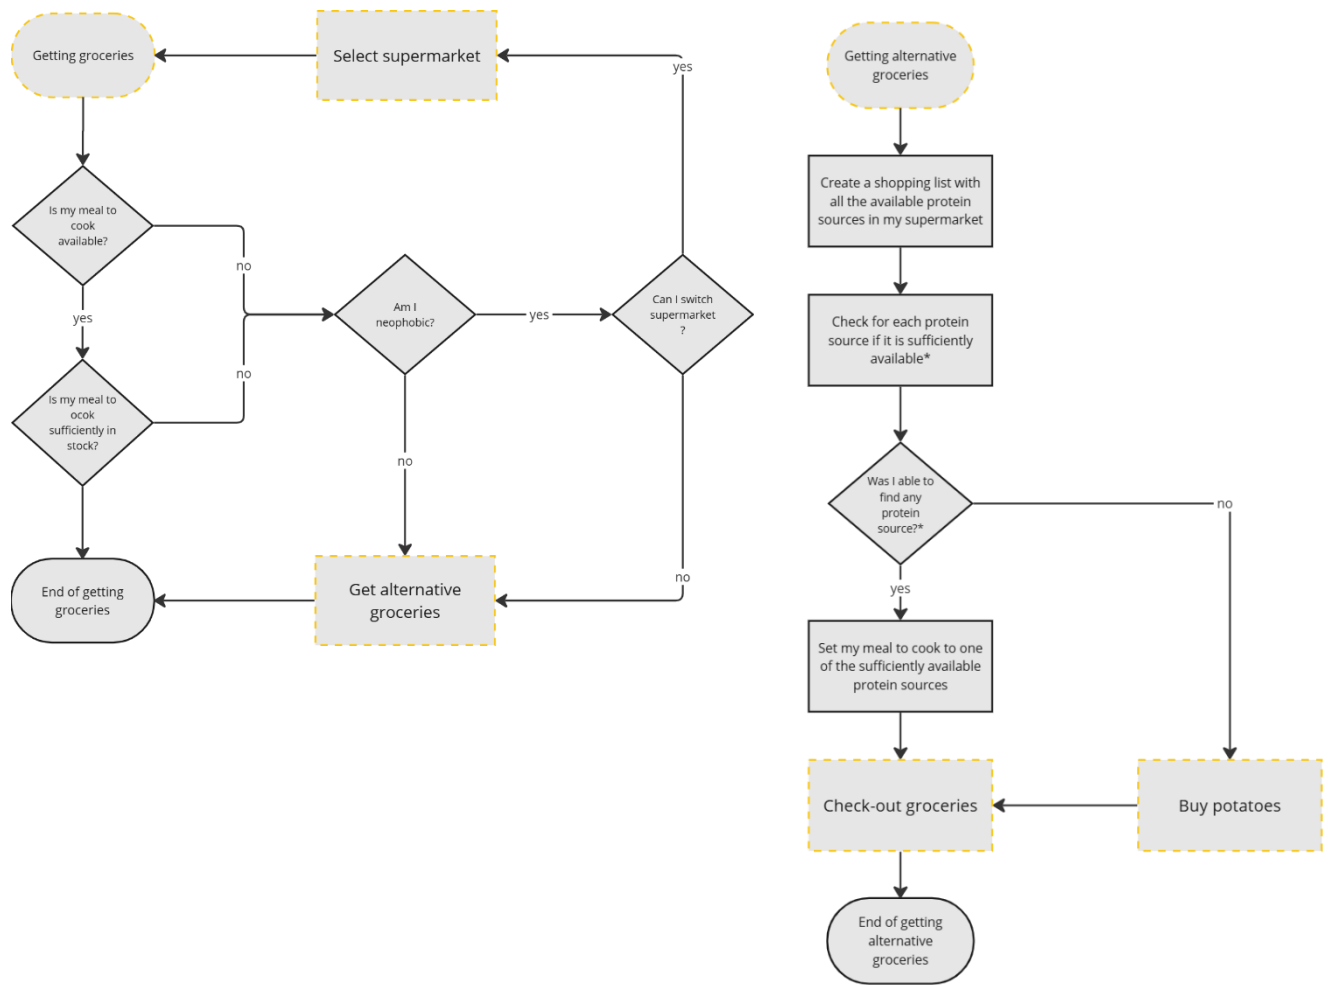 Getting groceries
Select supermarket
yes
Is my meal to
cook
available?
no
yes
Am I
neophobic?
yes
Can I switch
supermarket
?
no
Is my meal to
ocok
sufficiently in
stock?
no
no
End of getting
groceries
Get alternative
groceries
Getting alternative
groceries
Create a shopping list with
all the available protein
sources in my supermarket
Check for each protein
source if it is sufficiently
available*
Was I able to
find any
protein
source?*
no
yes
Set my meal to cook to one
of the sufficiently available
protein sources
Check-out groceries
Buy potatoes
End of getting
alternative
groceries